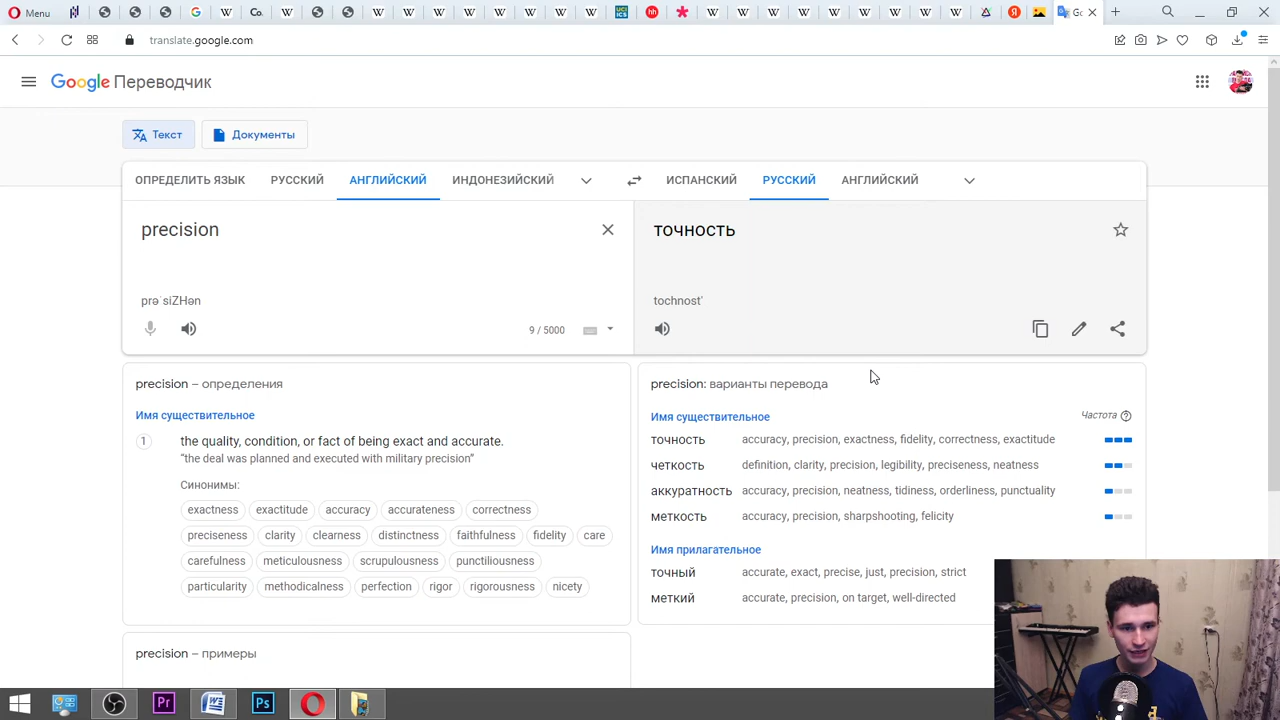 Menu
Co.
hh
Я
Go
translate.google.com
Google Переводчик
Текст
Документы
ОПРЕДЕЛИТЬ ЯЗЫК РУССКИЙ АНГЛИЙСКИЙ ИНДОНЕЗИЙСКИЙ ИСПАНСКИЙ РУССКИЙ АНГЛИЙСКИЙ
precision
точность
prəˈsiZHən
tochnost'
9 / 5000
precision – определения
Имя существительное
1 the quality, condition, or fact of being exact and accurate.
"the deal was planned and executed with military precision"
Синонимы:
exactness exactitude accuracy accurateness correctness
preciseness clarity clearness distinctness faithfulness fidelity care
carefulness meticulousness scrupulousness punctiliousness
particularity methodicalness perfection rigor rigorousness nicety
precision – примеры
precision: варианты перевода
Имя существительное Частота
точность accuracy, precision, exactness, fidelity, correctness, exactitude
четкость definition, clarity, precision, legibility, preciseness, neatness
аккуратность accuracy, precision, neatness, tidiness, orderliness, punctuality
меткость accuracy, precision, sharpshooting, felicity
Имя прилагательное
точный accurate, exact, precise, just, precision, strict
меткий accurate, precision, on target, well-directed
Pr
W
Ps